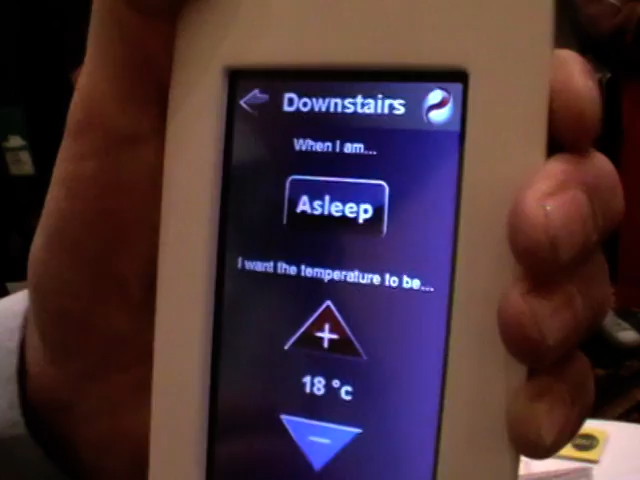 Downstairs
When I am...
Asleep
I want the temperature to be...
+
18 °c
-